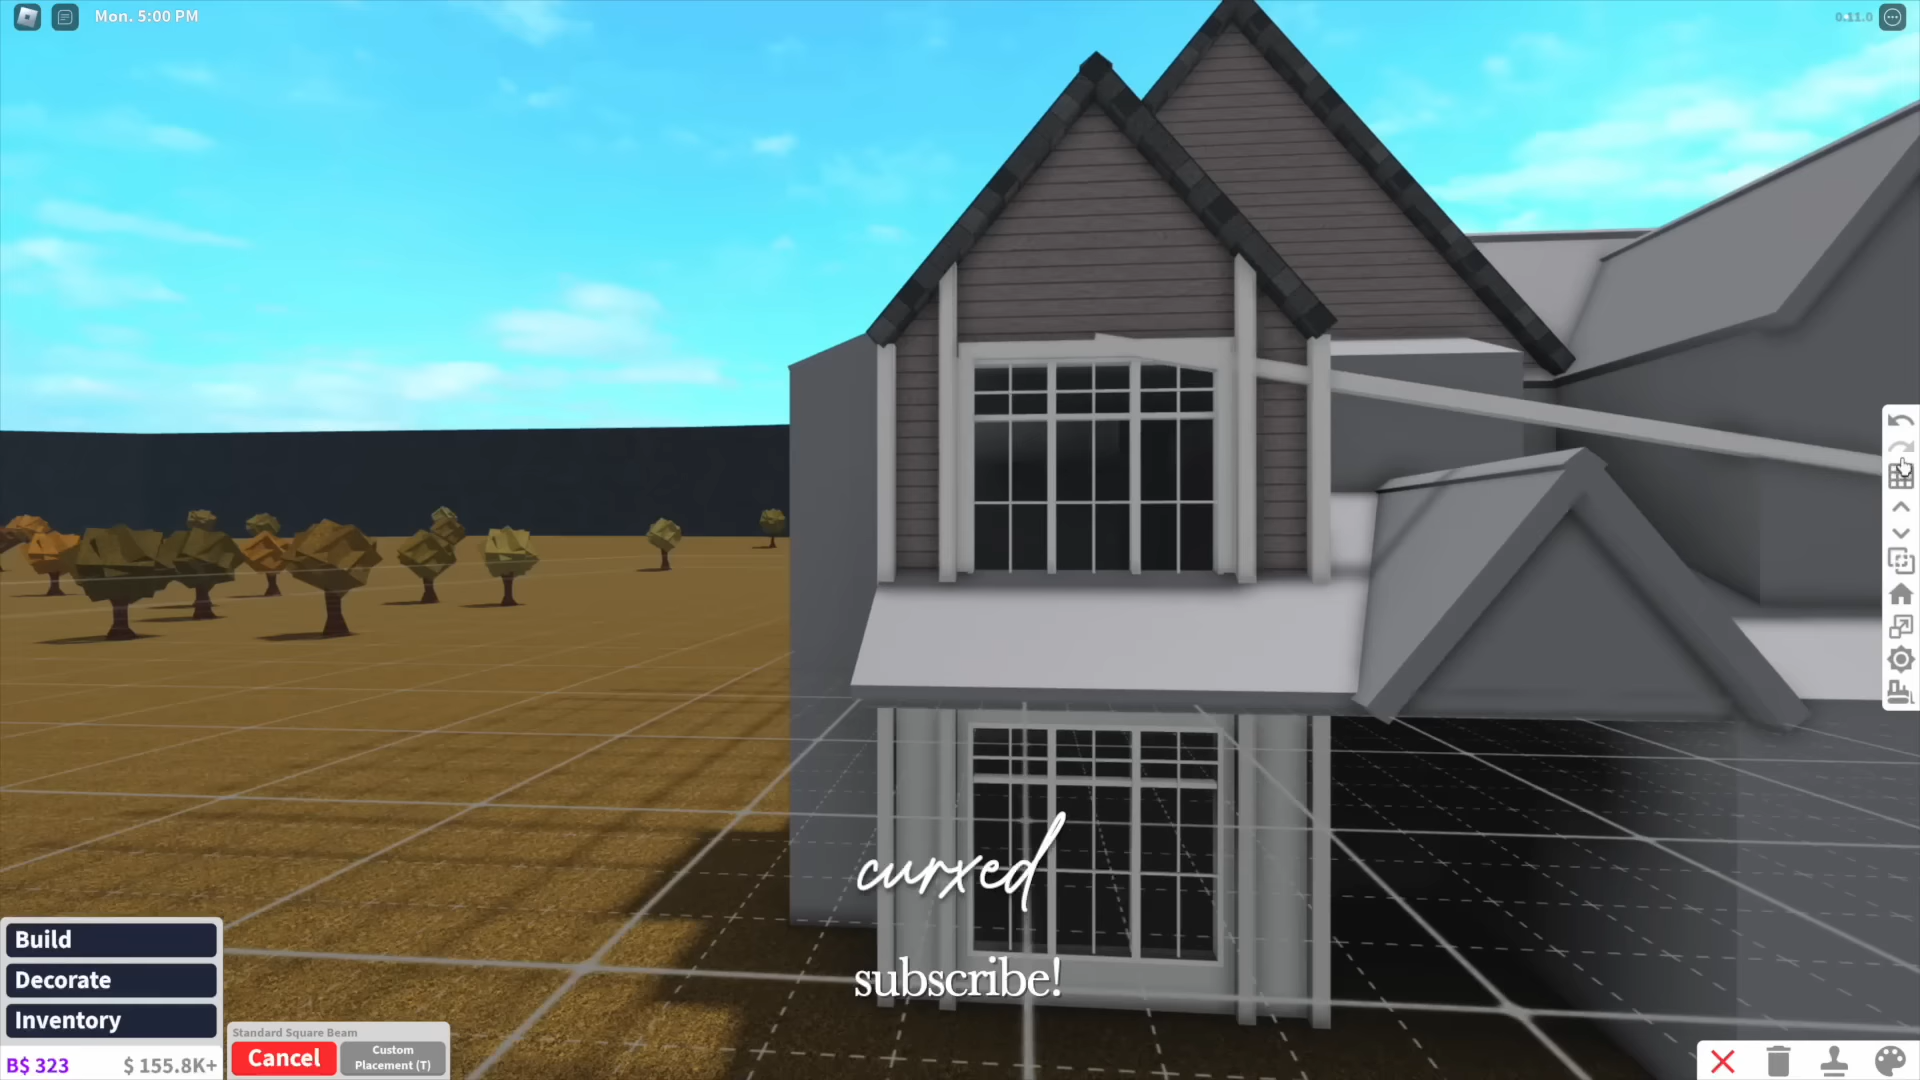 Mon. 5:00 PM
0.11.0
curxed
subscribe!
Build
Decorate
Inventory
B$ 323
$ 155.8K+
Standard Square Beam
Cancel
Custom
Placement (T)